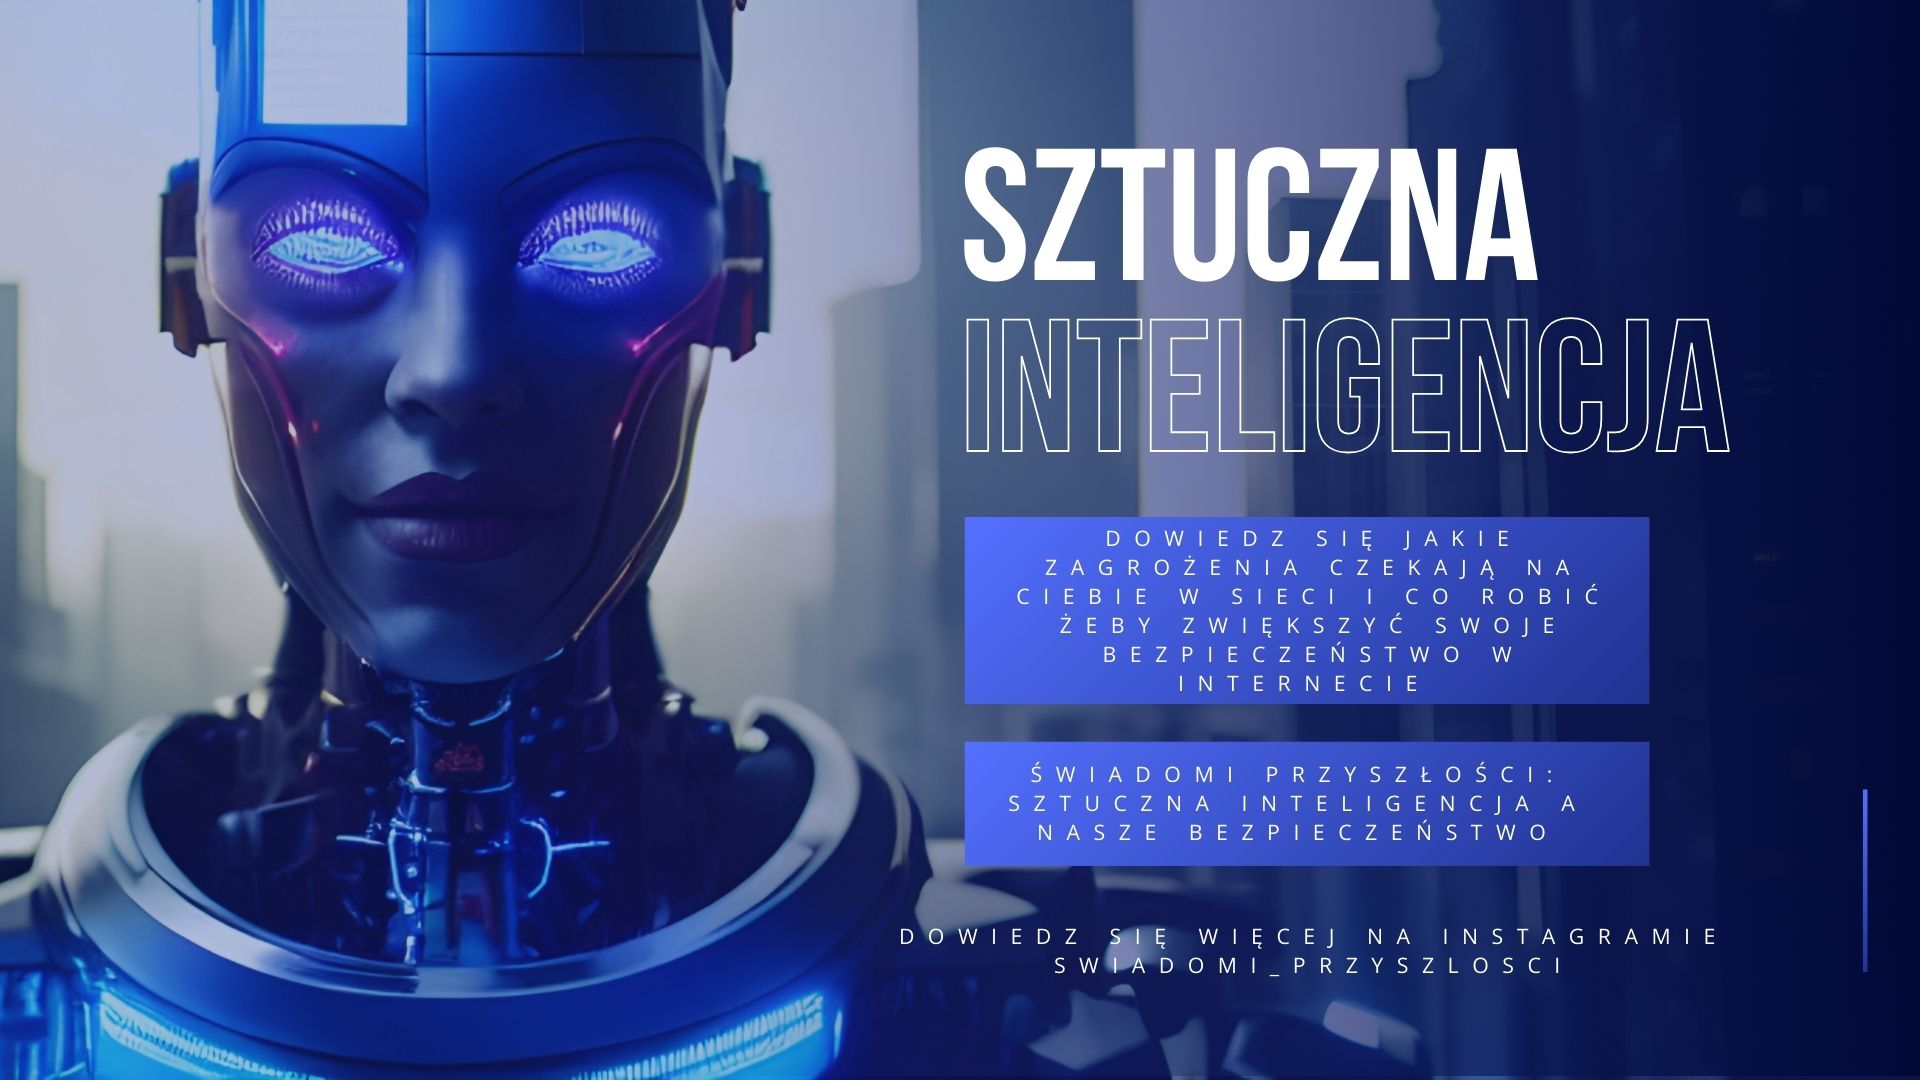 SZTUCZNA
INTELIGENCJA
DOWIEDZ SIĘ JAKIE
ZAGROŻENIA CZEKAJĄ NA
CIEBIE W SIECI I CO ROBIĆ
ŻEBY ZWIĘKSZYĆ SWOJE
BEZPIECZEŃSTWO W
INTERNECIE
ŚWIADOMI PRZYSZŁOŚCI:
SZTUCZNA INTELIGENCJA A
NASZE BEZPIECZEŃSTWO
DOWIEDZ SIĘ WIĘCEJ NA INSTAGRAMIE
SWIADOMI_PRZYSZLOSCI